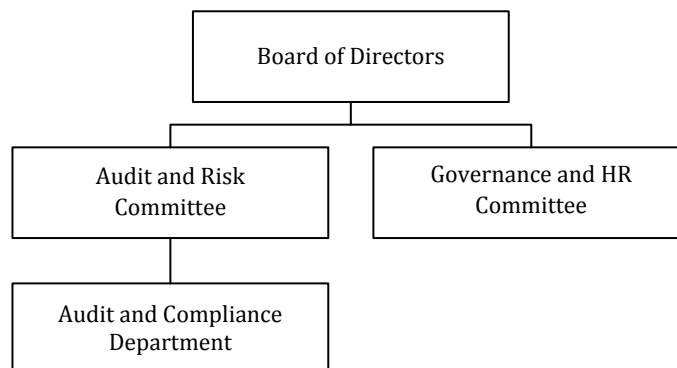 Board of Directors
Audit and Risk
Committee
Governance and HR
Committee
Audit and Compliance
Department